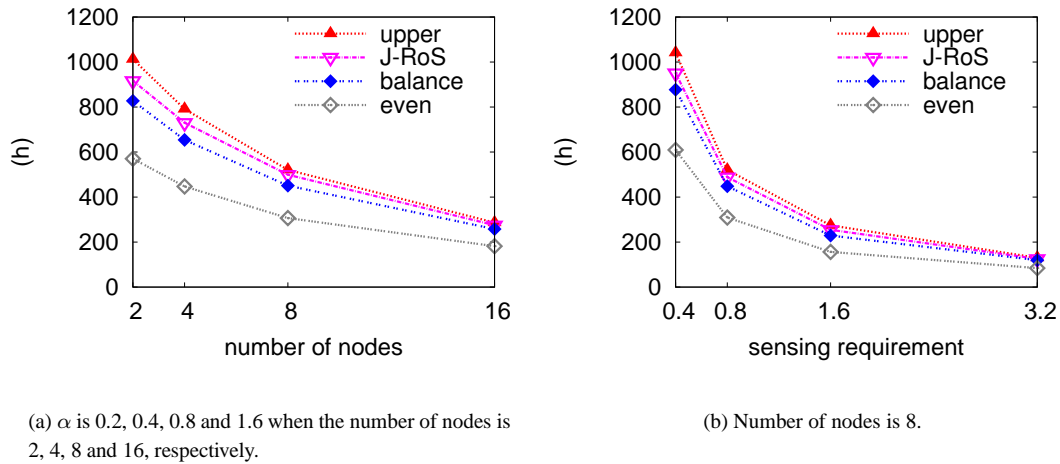 1200
1000
800
600
400
200
0
(h)
upper
J-RoS
balance
even
2 4 8 16
number of nodes
(a) α is 0.2, 0.4, 0.8 and 1.6 when the number of nodes is
2, 4, 8 and 16, respectively.
1200
1000
800
600
400
200
0
(h)
upper
J-RoS
balance
even
0.4 0.8 1.6 3.2
sensing requirement
(b) Number of nodes is 8.